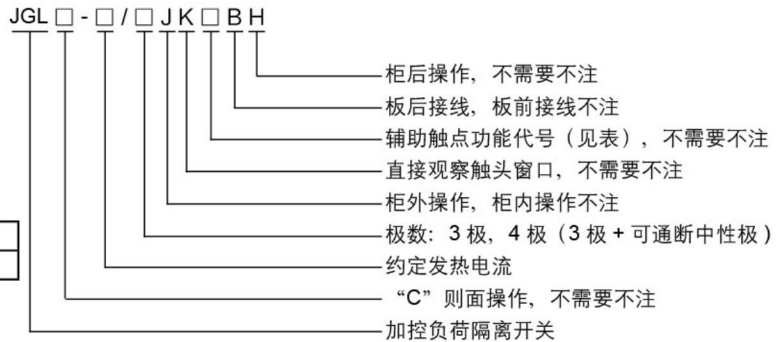 JGL□-□/□JK□BH
柜后操作，不需要不注
板后接线，板前接线不注
辅助触点功能代号（见表），不需要不注
直接观察触头窗口，不需要不注
柜外操作，柜内操作不注
极数：3极，4极（3极+可通断中性极）
约定发热电流
“C”则面操作，不需要不注
加控负荷隔离开关